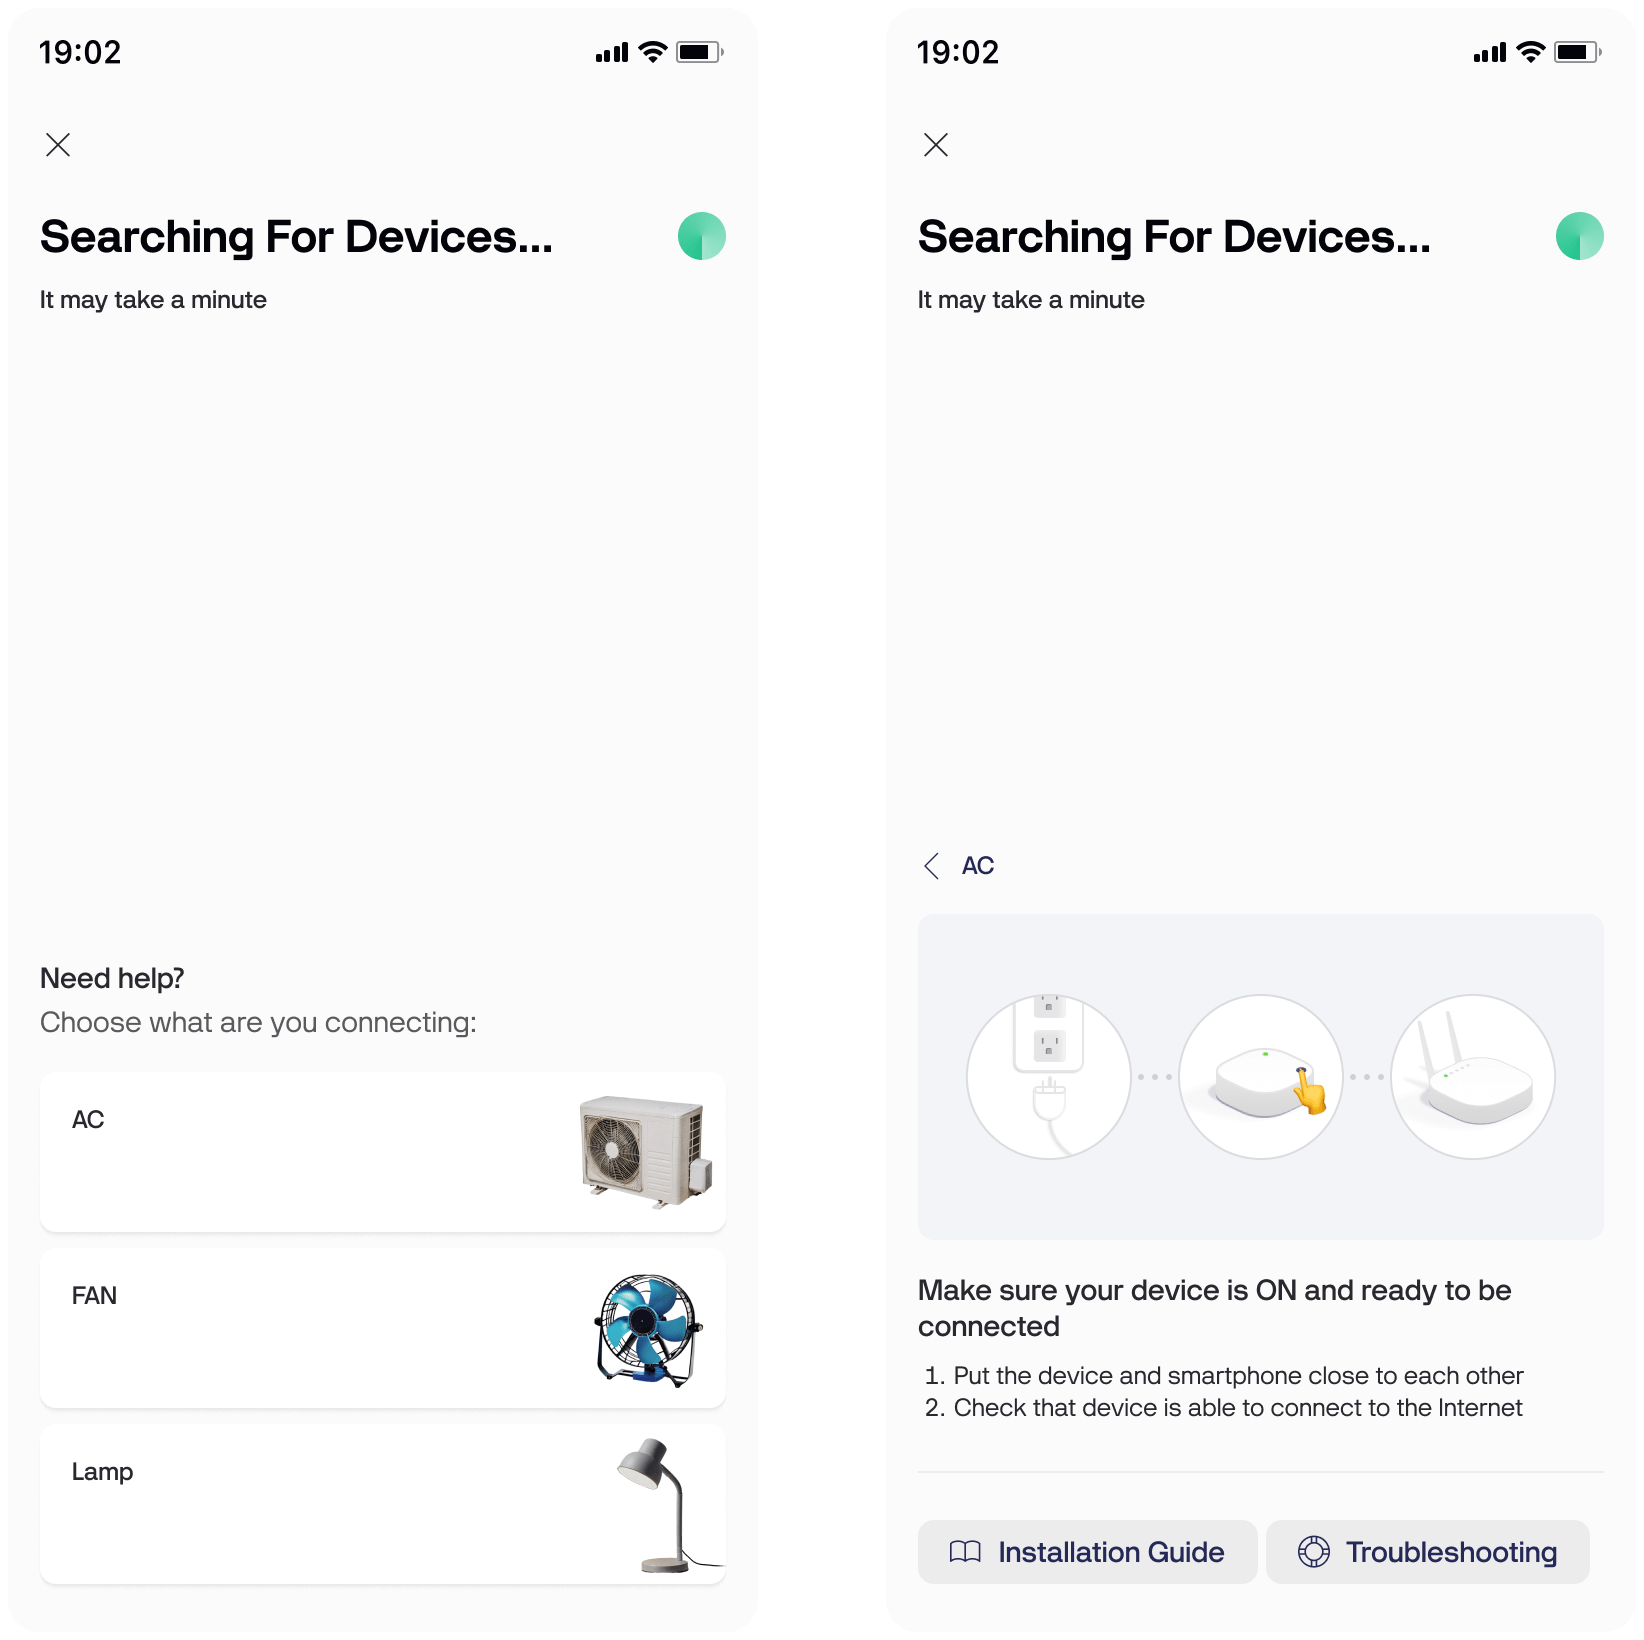 19:02
Searching For Devices...
It may take a minute
Need help?
Choose what are you connecting:
AC
FAN
Lamp
19:02
Searching For Devices...
It may take a minute
AC
Make sure your device is ON and ready to be
connected
1. Put the device and smartphone close to each other
2. Check that device is able to connect to the Internet
Installation Guide
Troubleshooting